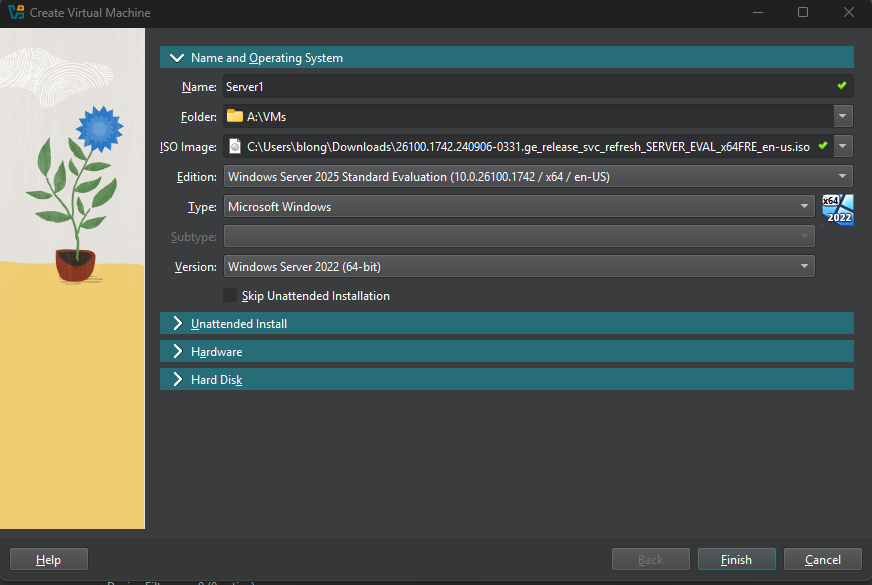 Create Virtual Machine
Name and Operating System
Name: Server1
Folder: A:\VMs
ISO Image: C:\Users\blong\Downloads\26100.1742.240906-0331.ge_release_svc_refresh_SERVER_EVAL_x64FRE_en-us.iso
Edition: Windows Server 2025 Standard Evaluation (10.0.26100.1742 / x64 / en-US)
Type: Microsoft Windows
x64
2022
Subtype:
Version: Windows Server 2022 (64-bit)
Skip Unattended Installation
Unattended Install
Hardware
Hard Disk
Help Back Finish Cancel